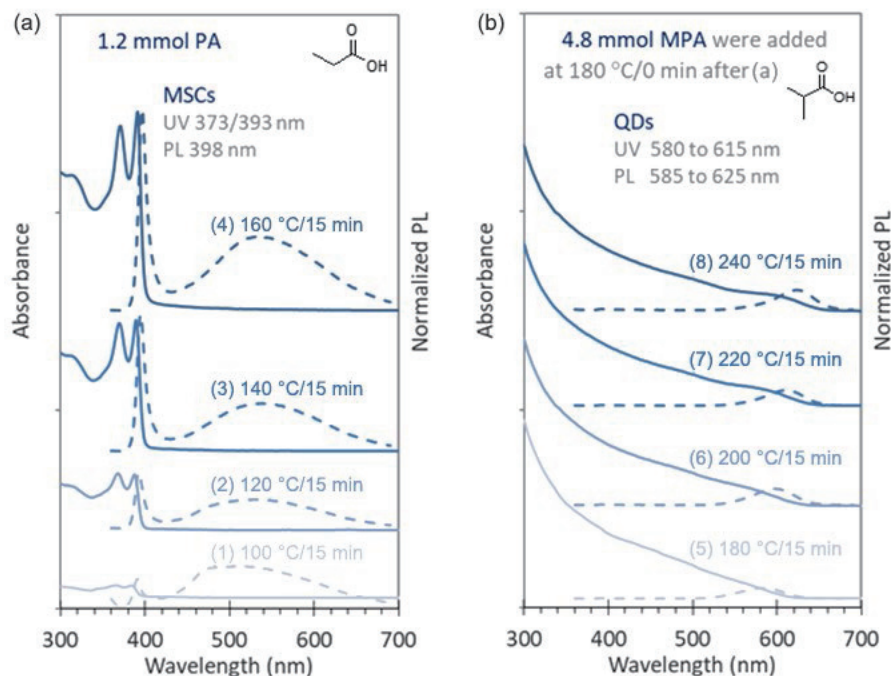 (a)
1.2 mmol PA
O
OH
MSCs
UV 373/393 nm
PL 398 nm
(4) 160 °C/15 min
(3) 140 °C/15 min
(2) 120 °C/15 min
(1) 100 °C/15 min
Absorbance
Normalized PL
300 400 500 600 700
Wavelength (nm)
(b)
4.8 mmol MPA were added
at 180 °C/0 min after (a)
O
OH
QDs
UV 580 to 615 nm
PL 585 to 625 nm
(8) 240 °C/15 min
(7) 220 °C/15 min
(6) 200 °C/15 min
(5) 180 °C/15 min
Absorbance
Normalized PL
300 400 500 600 700
Wavelength (nm)